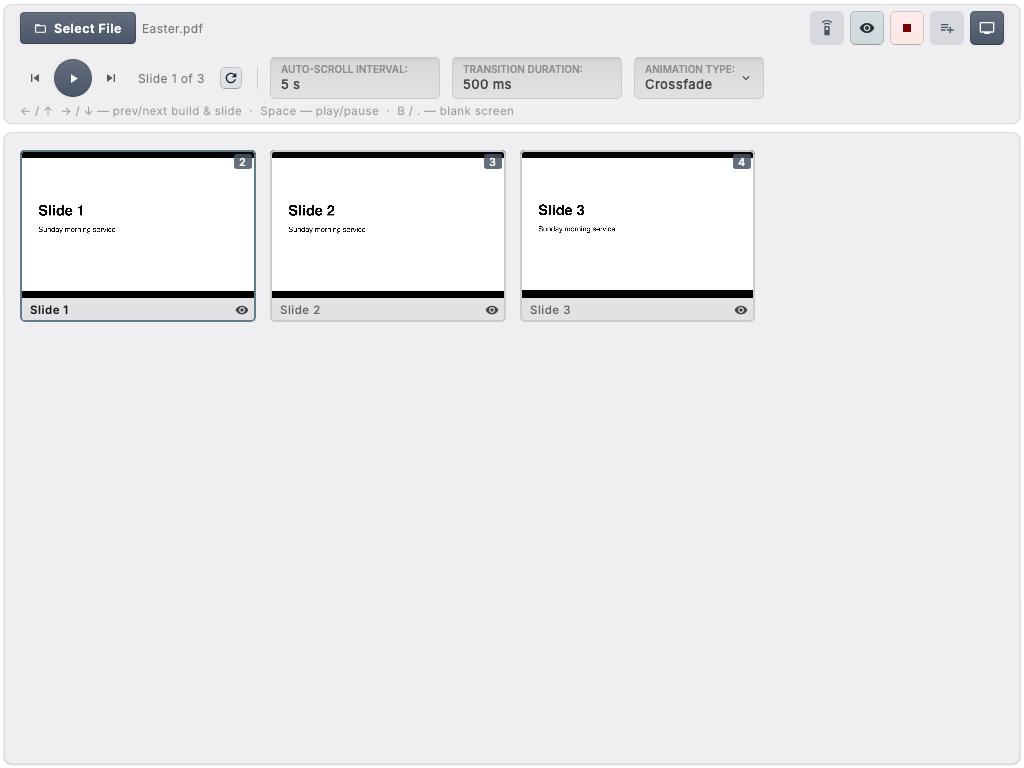 Select File
Easter.pdf
Slide 1 of 3
AUTO-SCROLL INTERVAL:
5 s
TRANSITION DURATION:
500 ms
ANIMATION TYPE:
Crossfade
← / ↑ → / ↓ — prev/next build & slide · Space — play/pause · B / . — blank screen
2
Slide 1
Sunday morning service
Slide 1
3
Slide 2
Sunday morning service
Slide 2
4
Slide 3
Sunday morning service
Slide 3